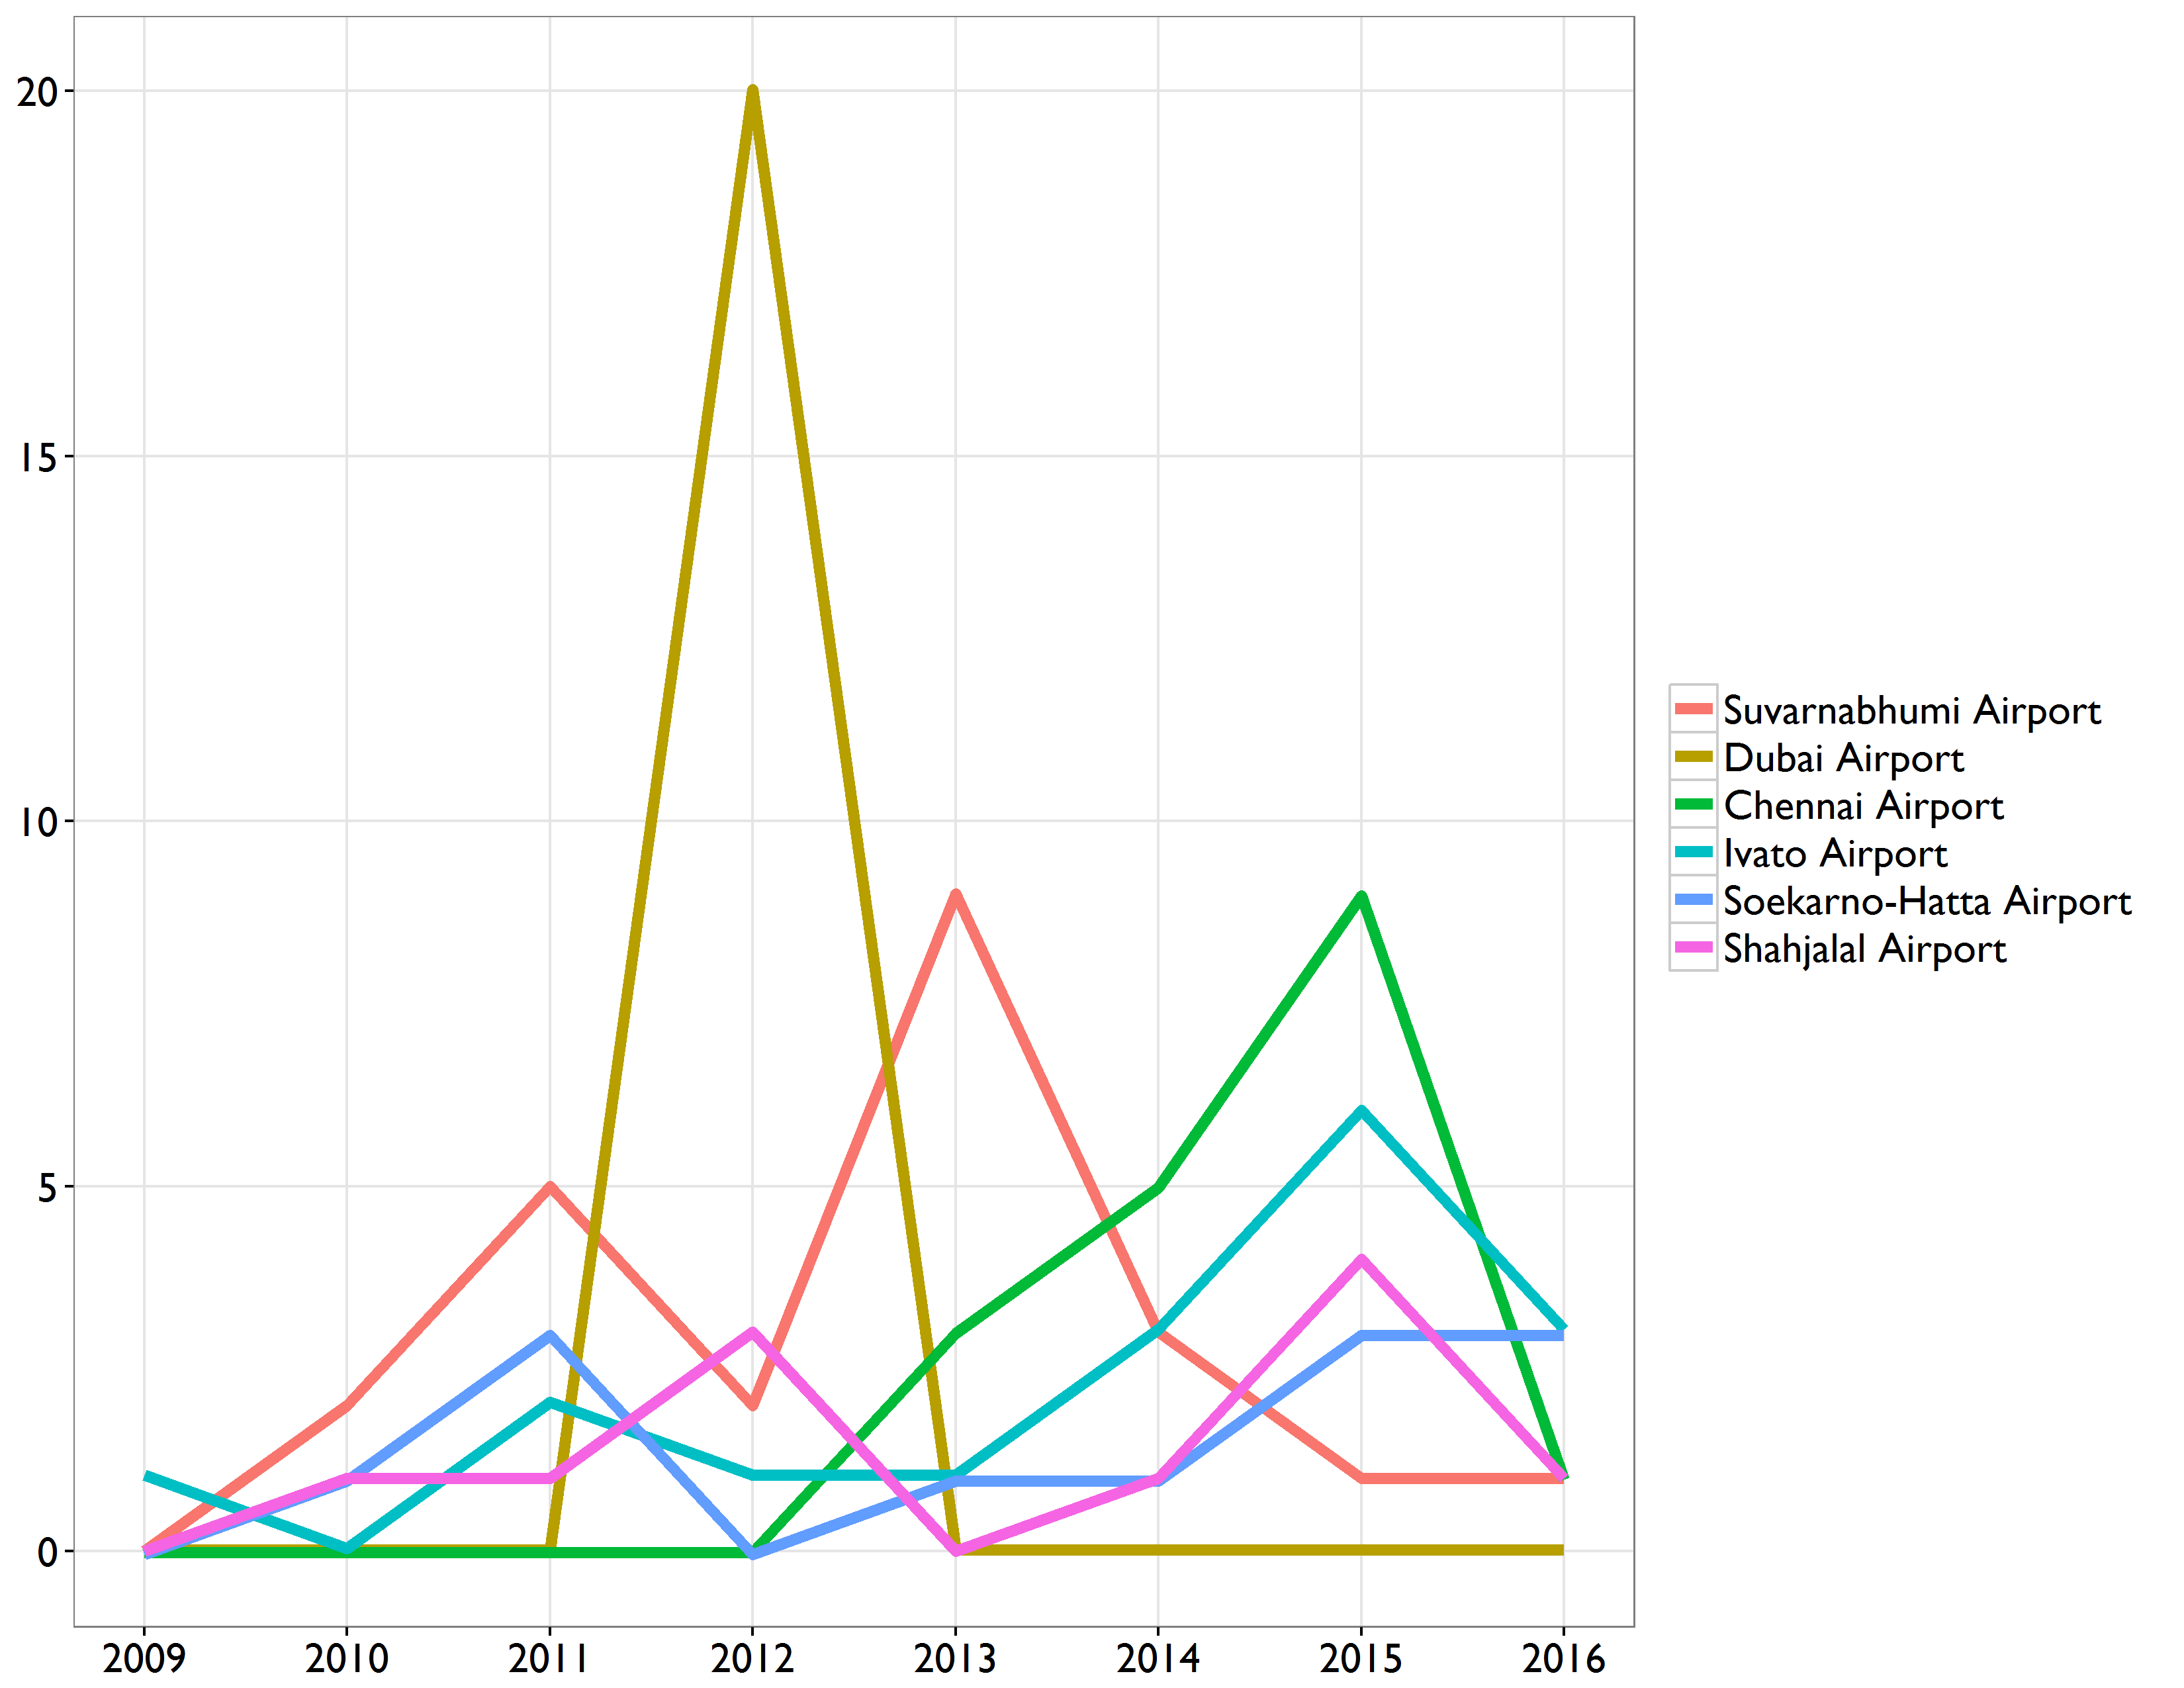 20
15
10
5
0
2009 2010 2011 2012 2013 2014 2015 2016
Suvarnabhumi Airport
Dubai Airport
Chennai Airport
Ivato Airport
Soekarno-Hatta Airport
Shahjalal Airport